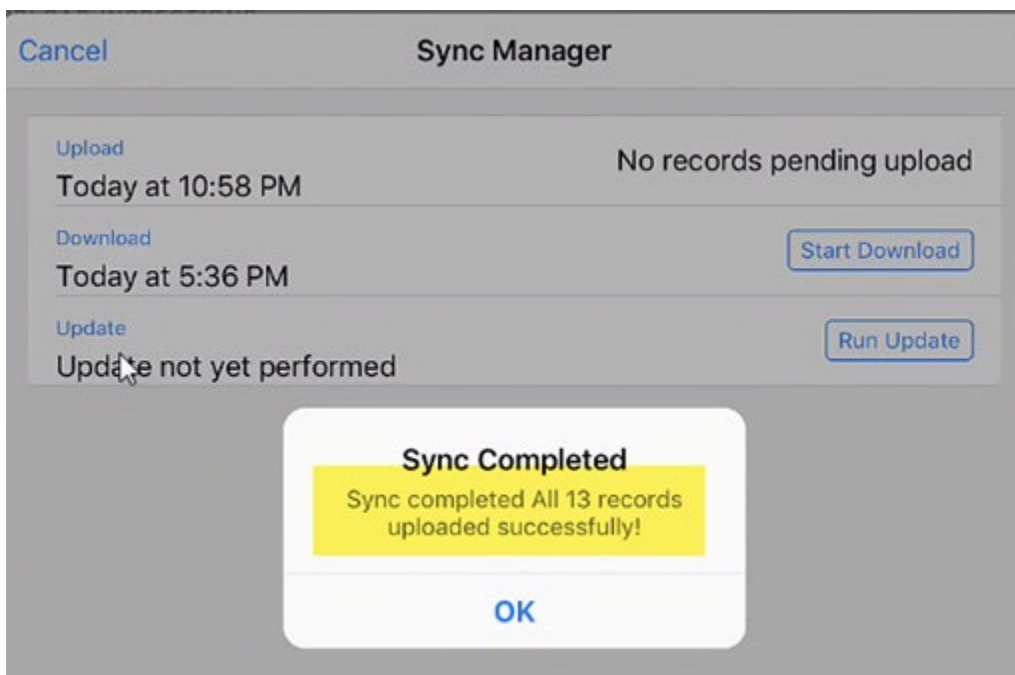 Cancel
Sync Manager
Upload
Today at 10:58 PM
No records pending upload
Download
Today at 5:36 PM
Start Download
Update
Update not yet performed
Run Update
Sync Completed
Sync completed All 13 records
uploaded successfully!
OK